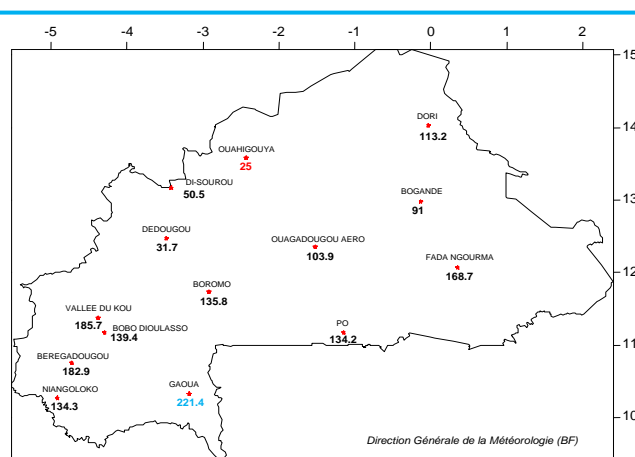 -5 -4 -3 -2 -1 0 1 2
15
DORI
113.2
14
OUAHIGOUYA
25
DI-SOUROU
50.5
BOGANDE
91
13
DEDOUGOU
31.7
OUAGADOUGOU AERO
103.9
FADA NGOURMA
168.7
12
BOROMO
135.8
VALLEE DU KOU
185.7
BOBO DIOULASSO
139.4
PO
134.2
11
BEREGADOUGOU
182.9
NIANGOLOKO
134.3
GAOUA
221.4
10
Direction Générale de la Météorologie (BF)